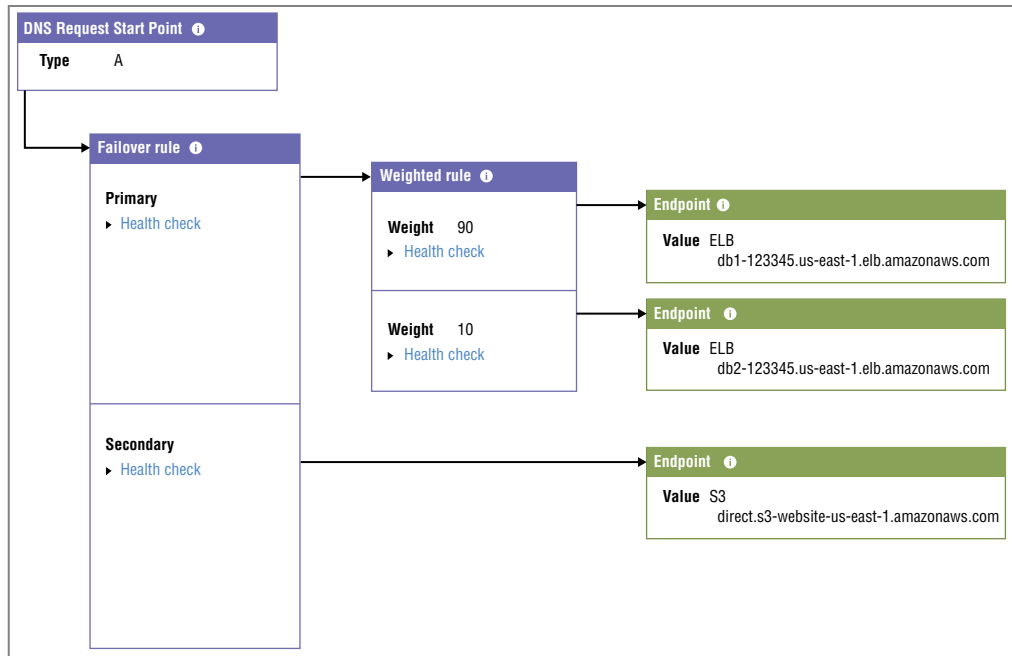 DNS Request Start Point
Type A
Failover rule
Primary
Health check
Secondary
Health check
Weighted rule
Weight 90
Health check
Weight 10
Health check
Endpoint
Value ELB
db1-123345.us-east-1.elb.amazonaws.com
Endpoint
Value ELB
db2-123345.us-east-1.elb.amazonaws.com
Endpoint
Value S3
direct.s3-website-us-east-1.amazonaws.com